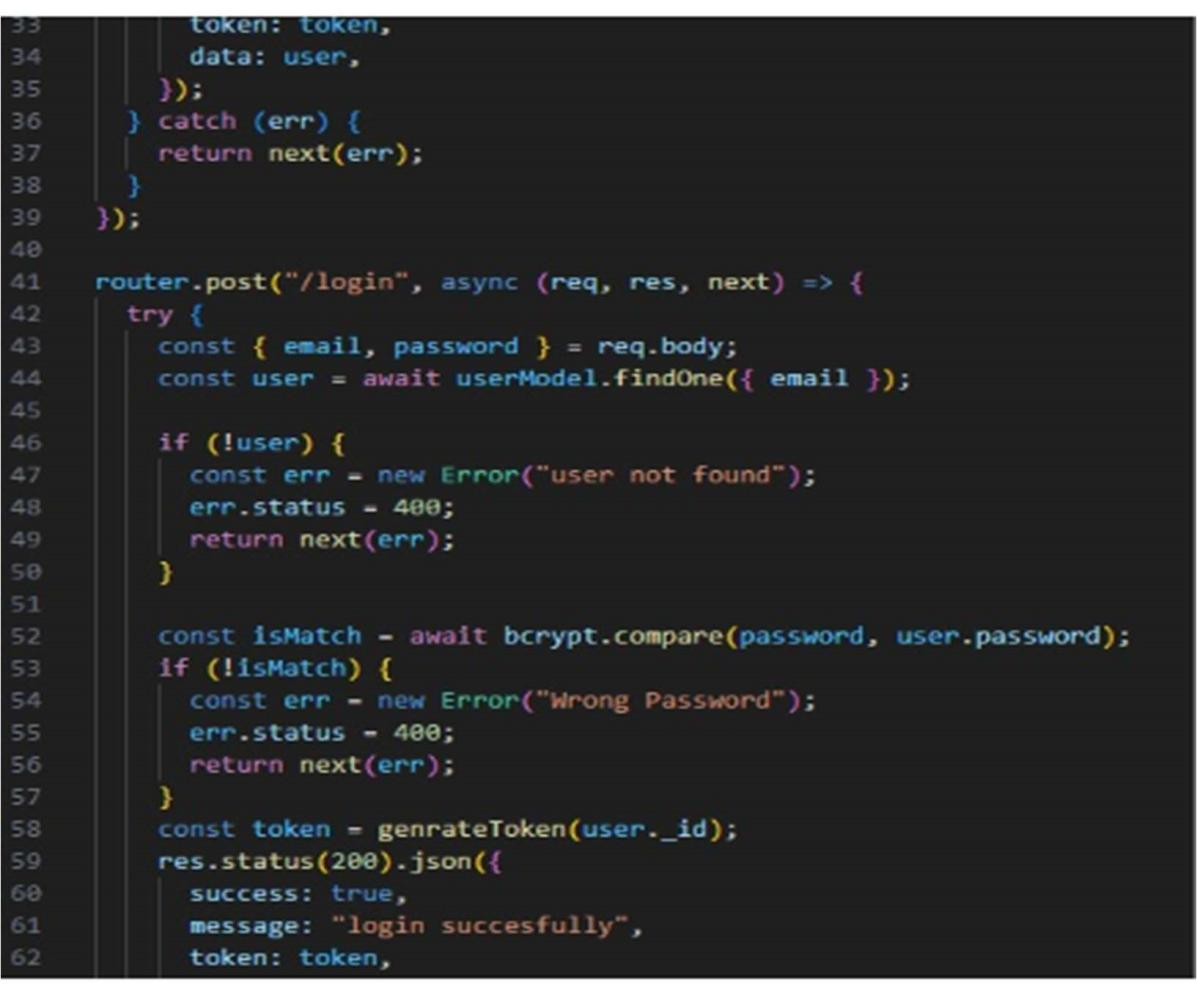 33 token: token,
34 data: user,
35 });
36 } catch (err) {
37 return next(err);
38 }
39 });
40
41 router.post("/login", async (req, res, next) => {
42 try {
43 const { email, password } = req.body;
44 const user = await userModel.findOne({ email });
45
46 if (!user) {
47 const err = new Error("user not found");
48 err.status = 400;
49 return next(err);
50 }
51
52 const isMatch = await bcrypt.compare(password, user.password);
53 if (!isMatch) {
54 const err = new Error("Wrong Password");
55 err.status = 400;
56 return next(err);
57 }
58 const token = genrateToken(user._id);
59 res.status(200).json({
60 success: true,
61 message: "login succesfully",
62 token: token,